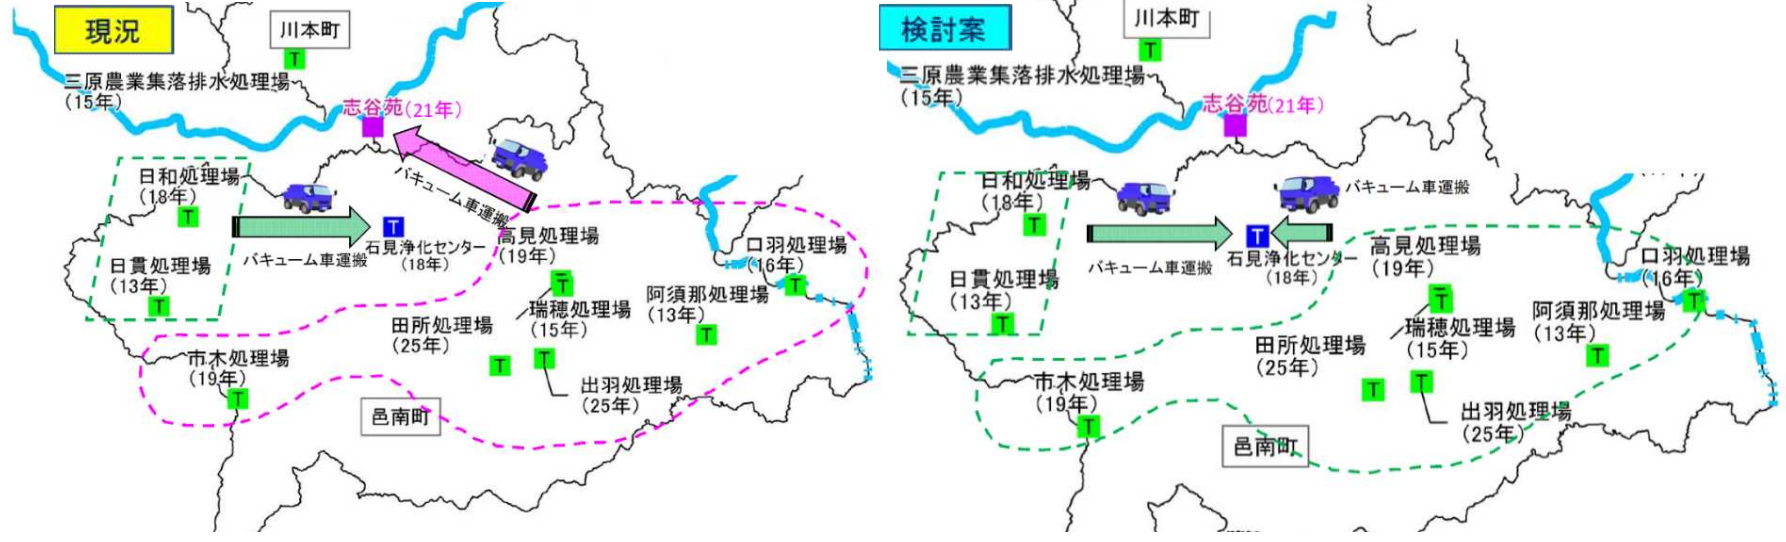 現況
川本町
T
三原農業集落排水処理場
(15年)
志谷苑(21年)
バキューム車運搬
日和処理場
(18年)
T
T
石見浄化センター
(18年)
バキューム車運搬
日貫処理場
(13年)
T
高見処理場
(19年)
T
口羽処理場
(16年)
T
瑞穂処理場
(15年)
阿須那処理場
(13年)
T
田所処理場
(25年)
T
T
出羽処理場
(25年)
市木処理場
(19年)
T
邑南町
検討案
川本町
T
三原農業集落排水処理場
(15年)
志谷苑(21年)
日和処理場
(18年)
T
バキューム車運搬
T
石見浄化センター
(18年)
バキューム車運搬
日貫処理場
(13年)
T
高見処理場
(19年)
T
口羽処理場
(16年)
T
瑞穂処理場
(15年)
阿須那処理場
(13年)
T
田所処理場
(25年)
T
T
出羽処理場
(25年)
市木処理場
(19年)
T
邑南町